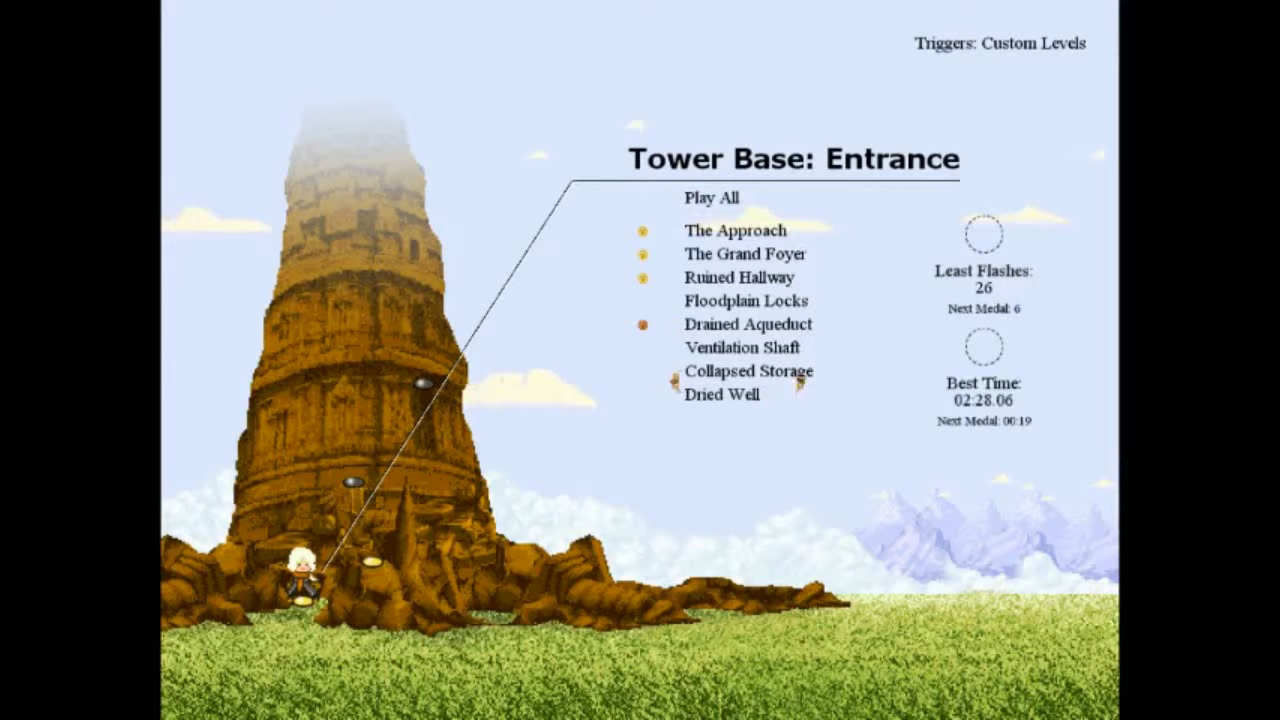 Triggers: Custom Levels
Tower Base: Entrance
Play All
The Approach
The Grand Foyer
Ruined Hallway
Floodplain Locks
Drained Aqueduct
Ventilation Shaft
Collapsed Storage
Dried Well
Least Flashes:
26
Next Medal: 6
Best Time:
02:28.06
Next Medal: 00:19